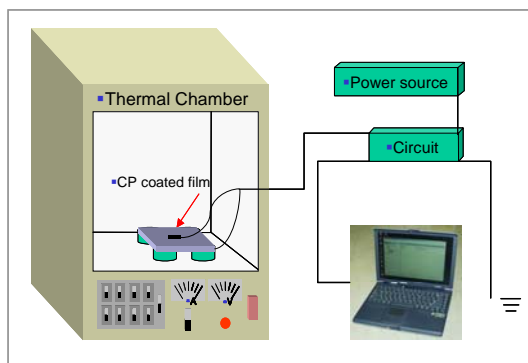 Power source
Thermal Chamber
Circuit
CP coated film
A
V